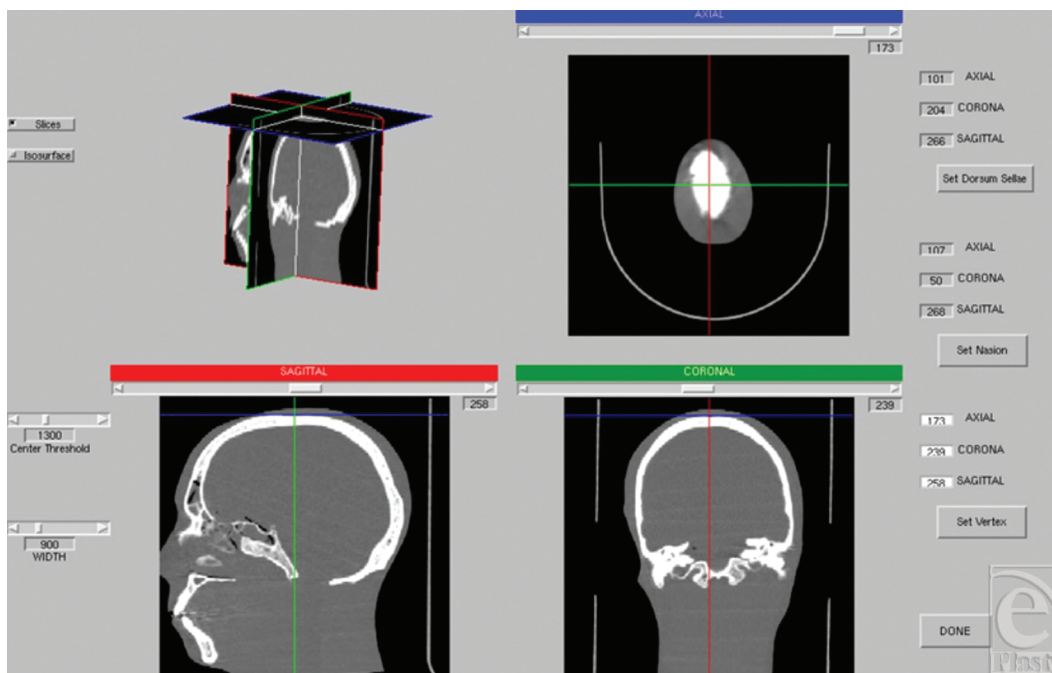 AXIAL
173
Slices
Isosurface
101 AXIAL
204 CORONA
266 SAGITTAL
Set Dorsum Sellae
107 AXIAL
50 CORONA
268 SAGITTAL
Set Nasion
SAGITTAL
258
CORONAL
239
1300
Center Threshold
900
WIDTH
173 AXIAL
239 CORONA
258 SAGITTAL
Set Vertex
DONE
e
Plast